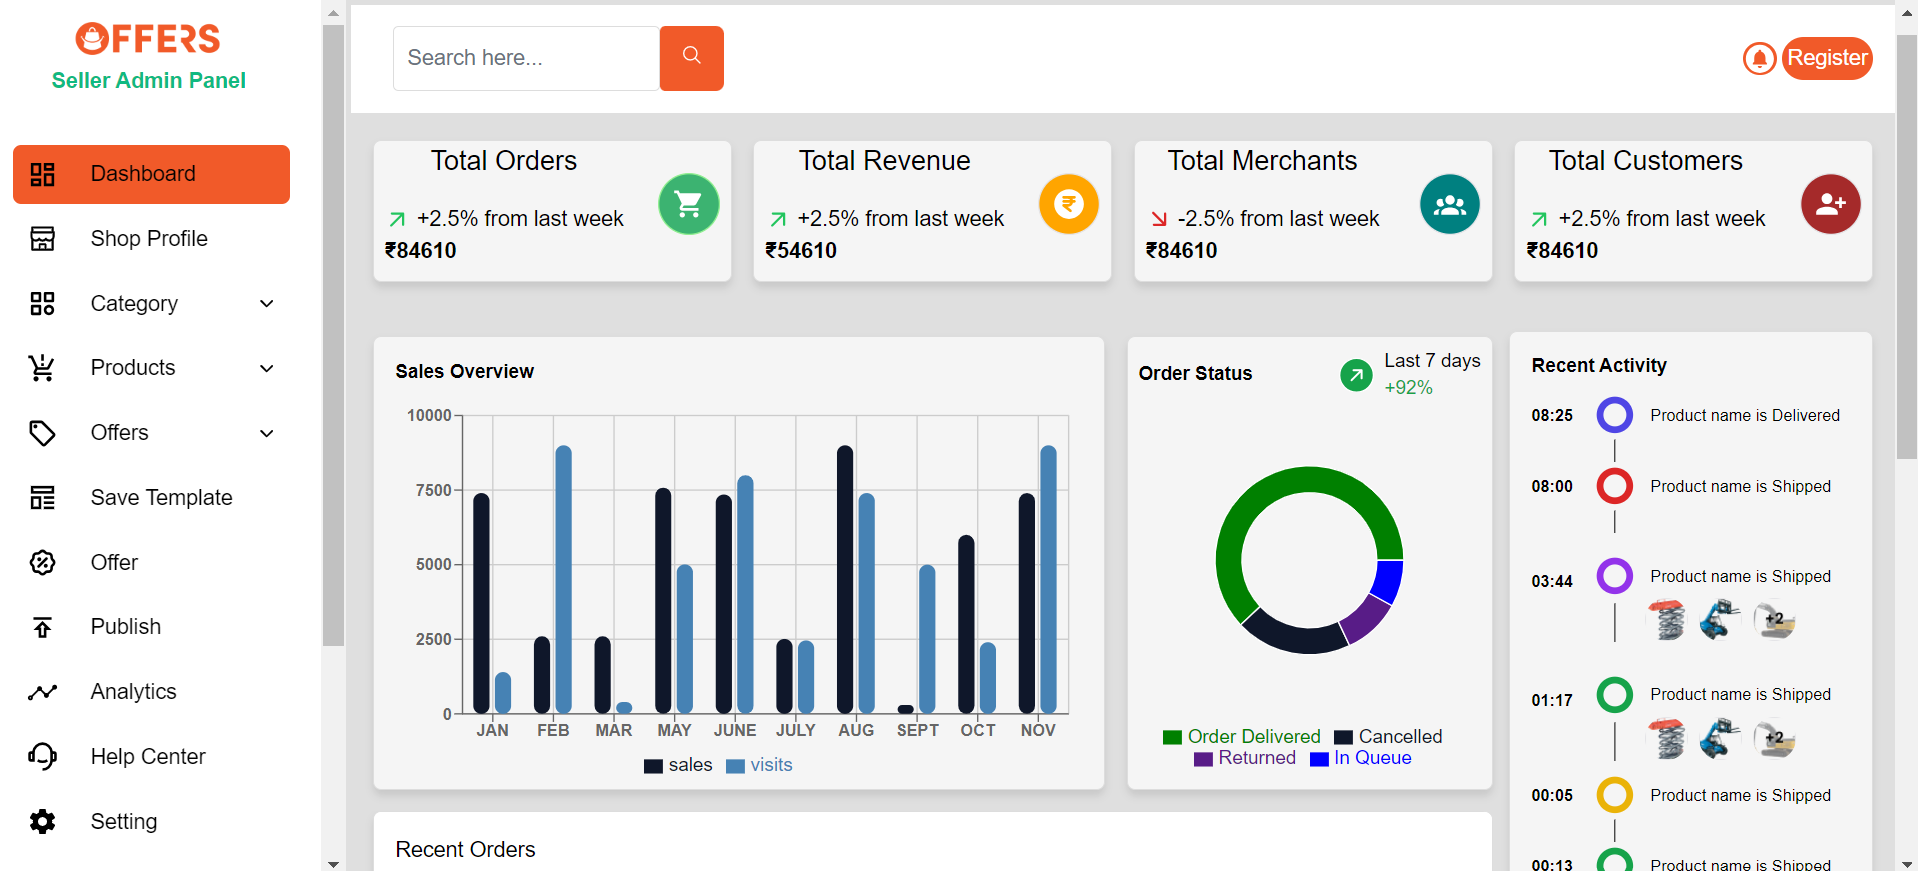 OFFERS
Seller Admin Panel
Dashboard
Shop Profile
Category
Products
Offers
Save Template
Offer
Publish
Analytics
Help Center
Setting
Search here...
Register
Total Orders
+2.5% from last week
₹84610
Total Revenue
₹
+2.5% from last week
₹54610
Total Merchants
-2.5% from last week
₹84610
Total Customers
+2.5% from last week
₹84610
Sales Overview
10000
7500
5000
2500
0
JAN FEB MAR MAY JUNE JULY AUG SEPT OCT NOV
sales visits
Order Status
Last 7 days
+92%
Order Delivered Cancelled
Returned In Queue
Recent Activity
08:25 Product name is Delivered
08:00 Product name is Shipped
03:44 Product name is Shipped
+2
01:17 Product name is Shipped
+2
00:05 Product name is Shipped
00:13 Product name is Shipped
Recent Orders